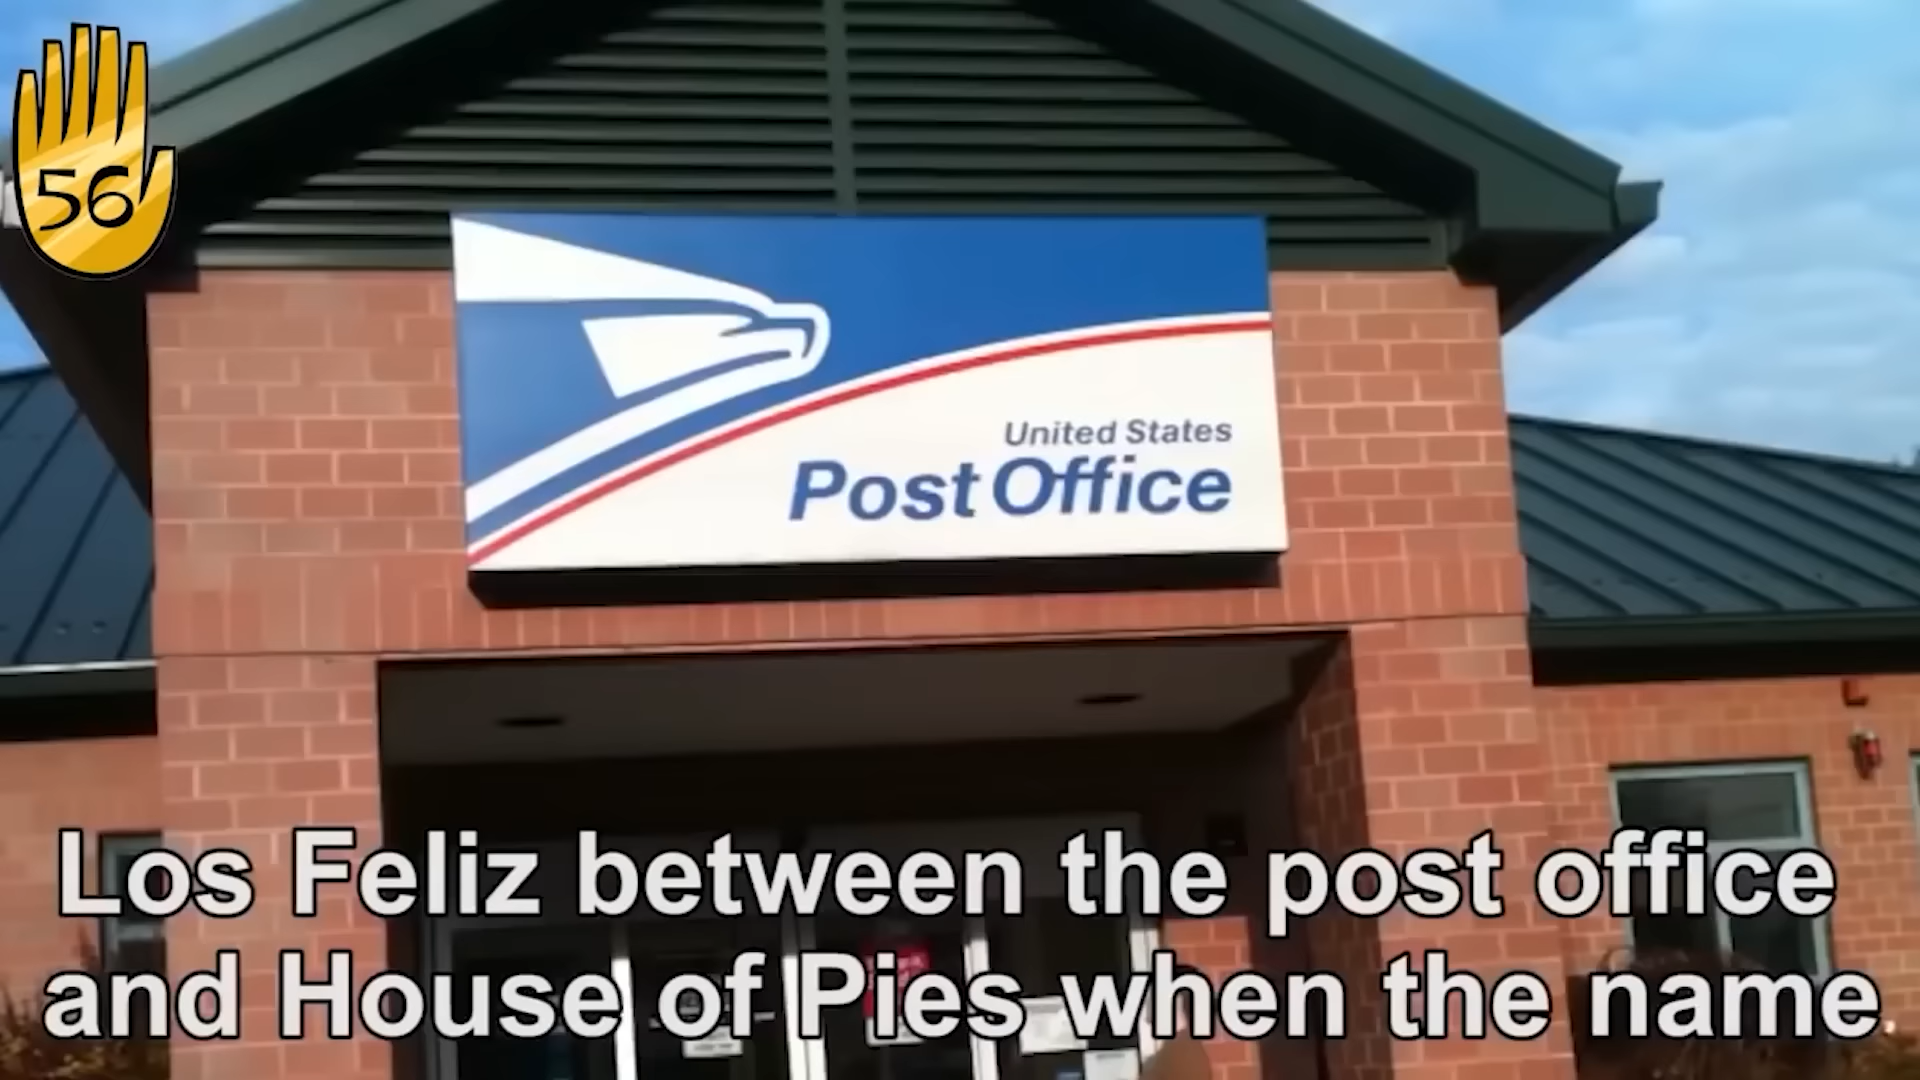 56
United States
Post Office
Los Feliz between the post office
and House of Pies when the name